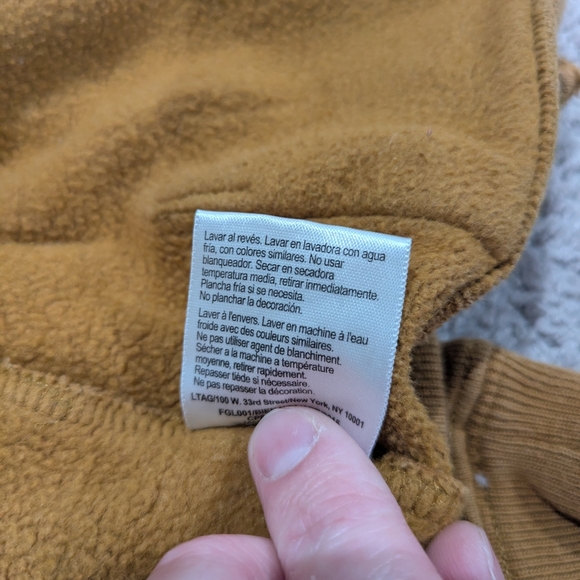 Lavar al revés. Lavar en lavadora con agua
fría, con colores similares. No usar
blanqueador. Secar en secadora
temperatura media, retirar inmediatamente.
Plancha fría si se necesita.
No planchar la decoración.
Laver à l'envers. Laver en machine à l'eau
froide avec des couleurs similaires.
Ne pas utiliser agent de blanchiment.
Sécher a la machine a température
moyenne, retirer rapidement.
Repasser tiède si nécessaire.
Ne pas repasser la décoration.
LTAG/100 W. 33rd Street/New York, NY 10001
FGL001/